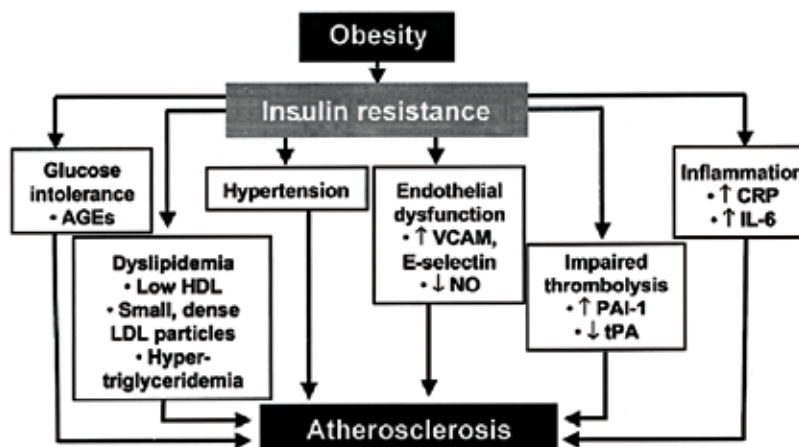 Obesity
Insulin resistance
Glucose
intolerance
• AGEs
Dyslipidemia
• Low HDL
• Small, dense
LDL particles
• Hyper-
triglyceridemia
Hypertension
Endothelial
dysfunction
• ↑ VCAM,
E-selectin
• ↓ NO
Impaired
thrombolysis
• ↑ PAI-1
• ↓ tPA
Inflammation
• ↑ CRP
• ↑ IL-6
Atherosclerosis